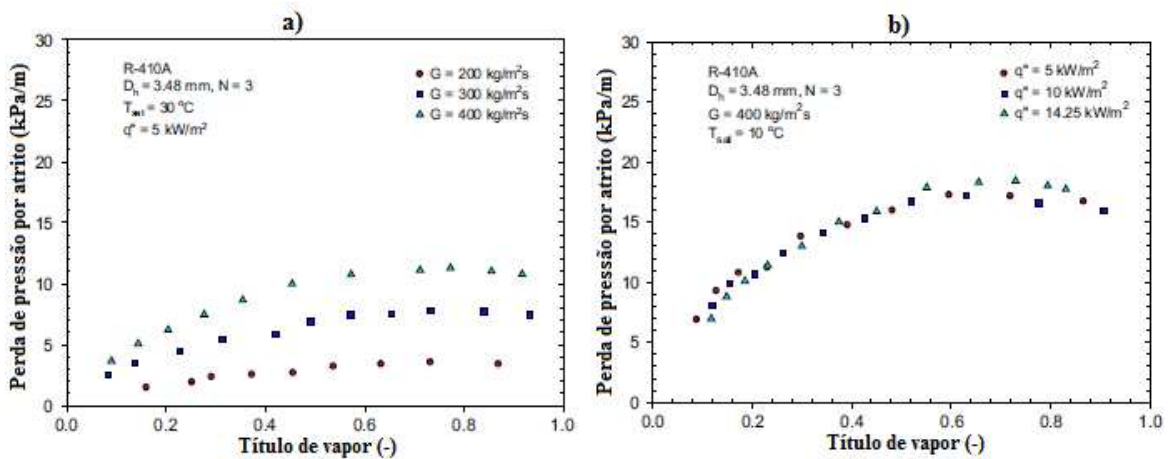 a)
30
25
20
15
10
5
0
Perda de pressão por atrito (kPa/m)
R-410A
Dh = 3.48 mm, N = 3
Tsat = 30 °C
q" = 5 kW/m²
G = 200 kg/m²s
G = 300 kg/m²s
G = 400 kg/m²s
0.0 0.2 0.4 0.6 0.8 1.0
Título de vapor (-)
b)
30
25
20
15
10
5
0
Perda de pressão por atrito (kPa/m)
R-410A
Dh = 3.48 mm, N = 3
G = 400 kg/m²s
Tsat = 10 °C
q" = 5 kW/m²
q" = 10 kW/m²
q" = 14.25 kW/m²
0.0 0.2 0.4 0.6 0.8 1.0
Título de vapor (-)